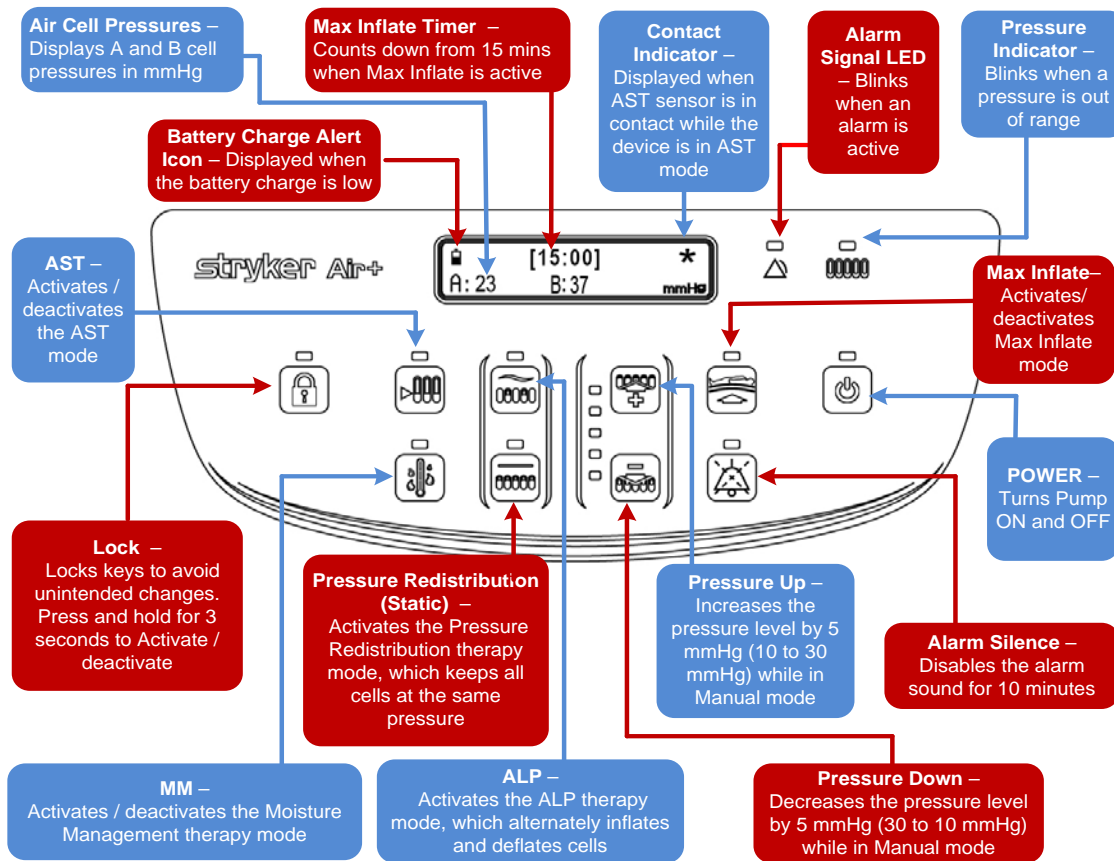 Air Cell Pressures –
Displays A and B cell
pressures in mmHg
Max Inflate Timer –
Counts down from 15 mins
when Max Inflate is active
Contact
Indicator –
Displayed when
AST sensor is in
contact while the
device is in AST
mode
Alarm
Signal LED
– Blinks
when an
alarm is
active
Pressure
Indicator –
Blinks when a
pressure is out
of range
Battery Charge Alert
Icon – Displayed when
the battery charge is low
stryker Air+
[15:00] *
A: 23 B:37 mmHg
AST –
Activates /
deactivates
the AST
mode
Max Inflate–
Activates/
deactivates
Max Inflate
mode
Lock –
Locks keys to avoid
unintended changes.
Press and hold for 3
seconds to Activate /
deactivate
Pressure Redistribution
(Static) –
Activates the Pressure
Redistribution therapy
mode, which keeps all
cells at the same
pressure
Pressure Up –
Increases the
pressure level by 5
mmHg (10 to 30
mmHg) while in
Manual mode
POWER –
Turns Pump
ON and OFF
Alarm Silence –
Disables the alarm
sound for 10 minutes
MM –
Activates / deactivates the Moisture
Management therapy mode
ALP –
Activates the ALP therapy
mode, which alternately inflates
and deflates cells
Pressure Down –
Decreases the pressure level
by 5 mmHg (30 to 10 mmHg)
while in Manual mode